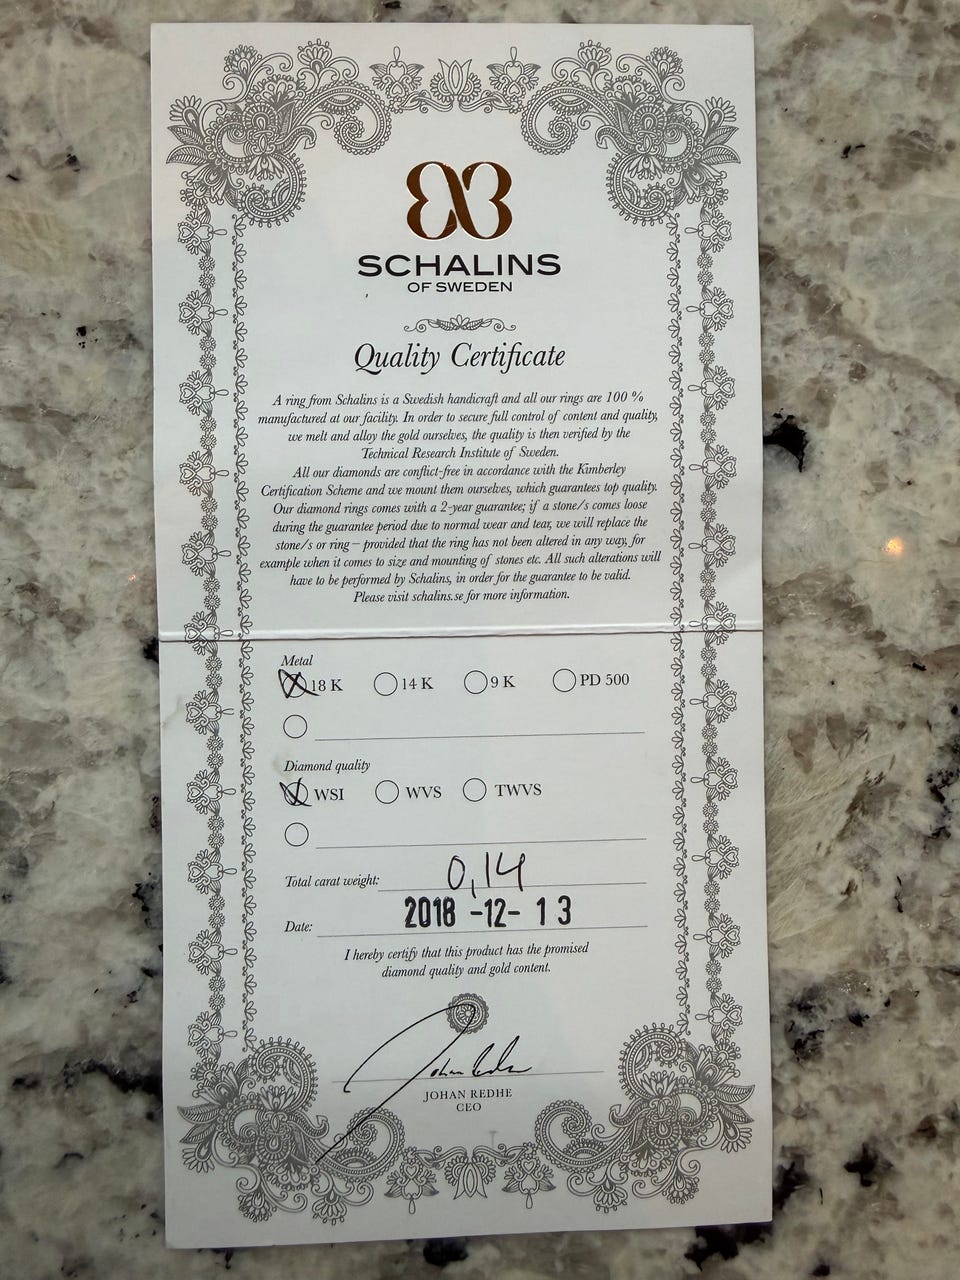 SCHALINS
OF SWEDEN
Quality Certificate
A ring from Schalins is a Swedish handicraft and all our rings are 100 %
manufactured at our facility. In order to secure full control of content and quality,
we melt and alloy the gold ourselves, the quality is then verified by the
Technical Research Institute of Sweden.
All our diamonds are conflict-free in accordance with the Kimberley
Certification Scheme and we mount them ourselves, which guarantees top quality.
Our diamond rings comes with a 2-year guarantee; if a stone/s comes loose
during the guarantee period due to normal wear and tear, we will replace the
stone/s or ring – provided that the ring has not been altered in any way, for
example when it comes to size and mounting of stones etc. All such alterations will
have to be performed by Schalins, in order for the guarantee to be valid.
Please visit schalins.se for more information.
Metal
18 K 14 K 9 K PD 500
Diamond quality
WSI WVS TWVS
Total carat weight: 0,14
Date: 2018 -12- 13
I hereby certify that this product has the promised
diamond quality and gold content.
Johan Redhe
JOHAN REDHE
CEO